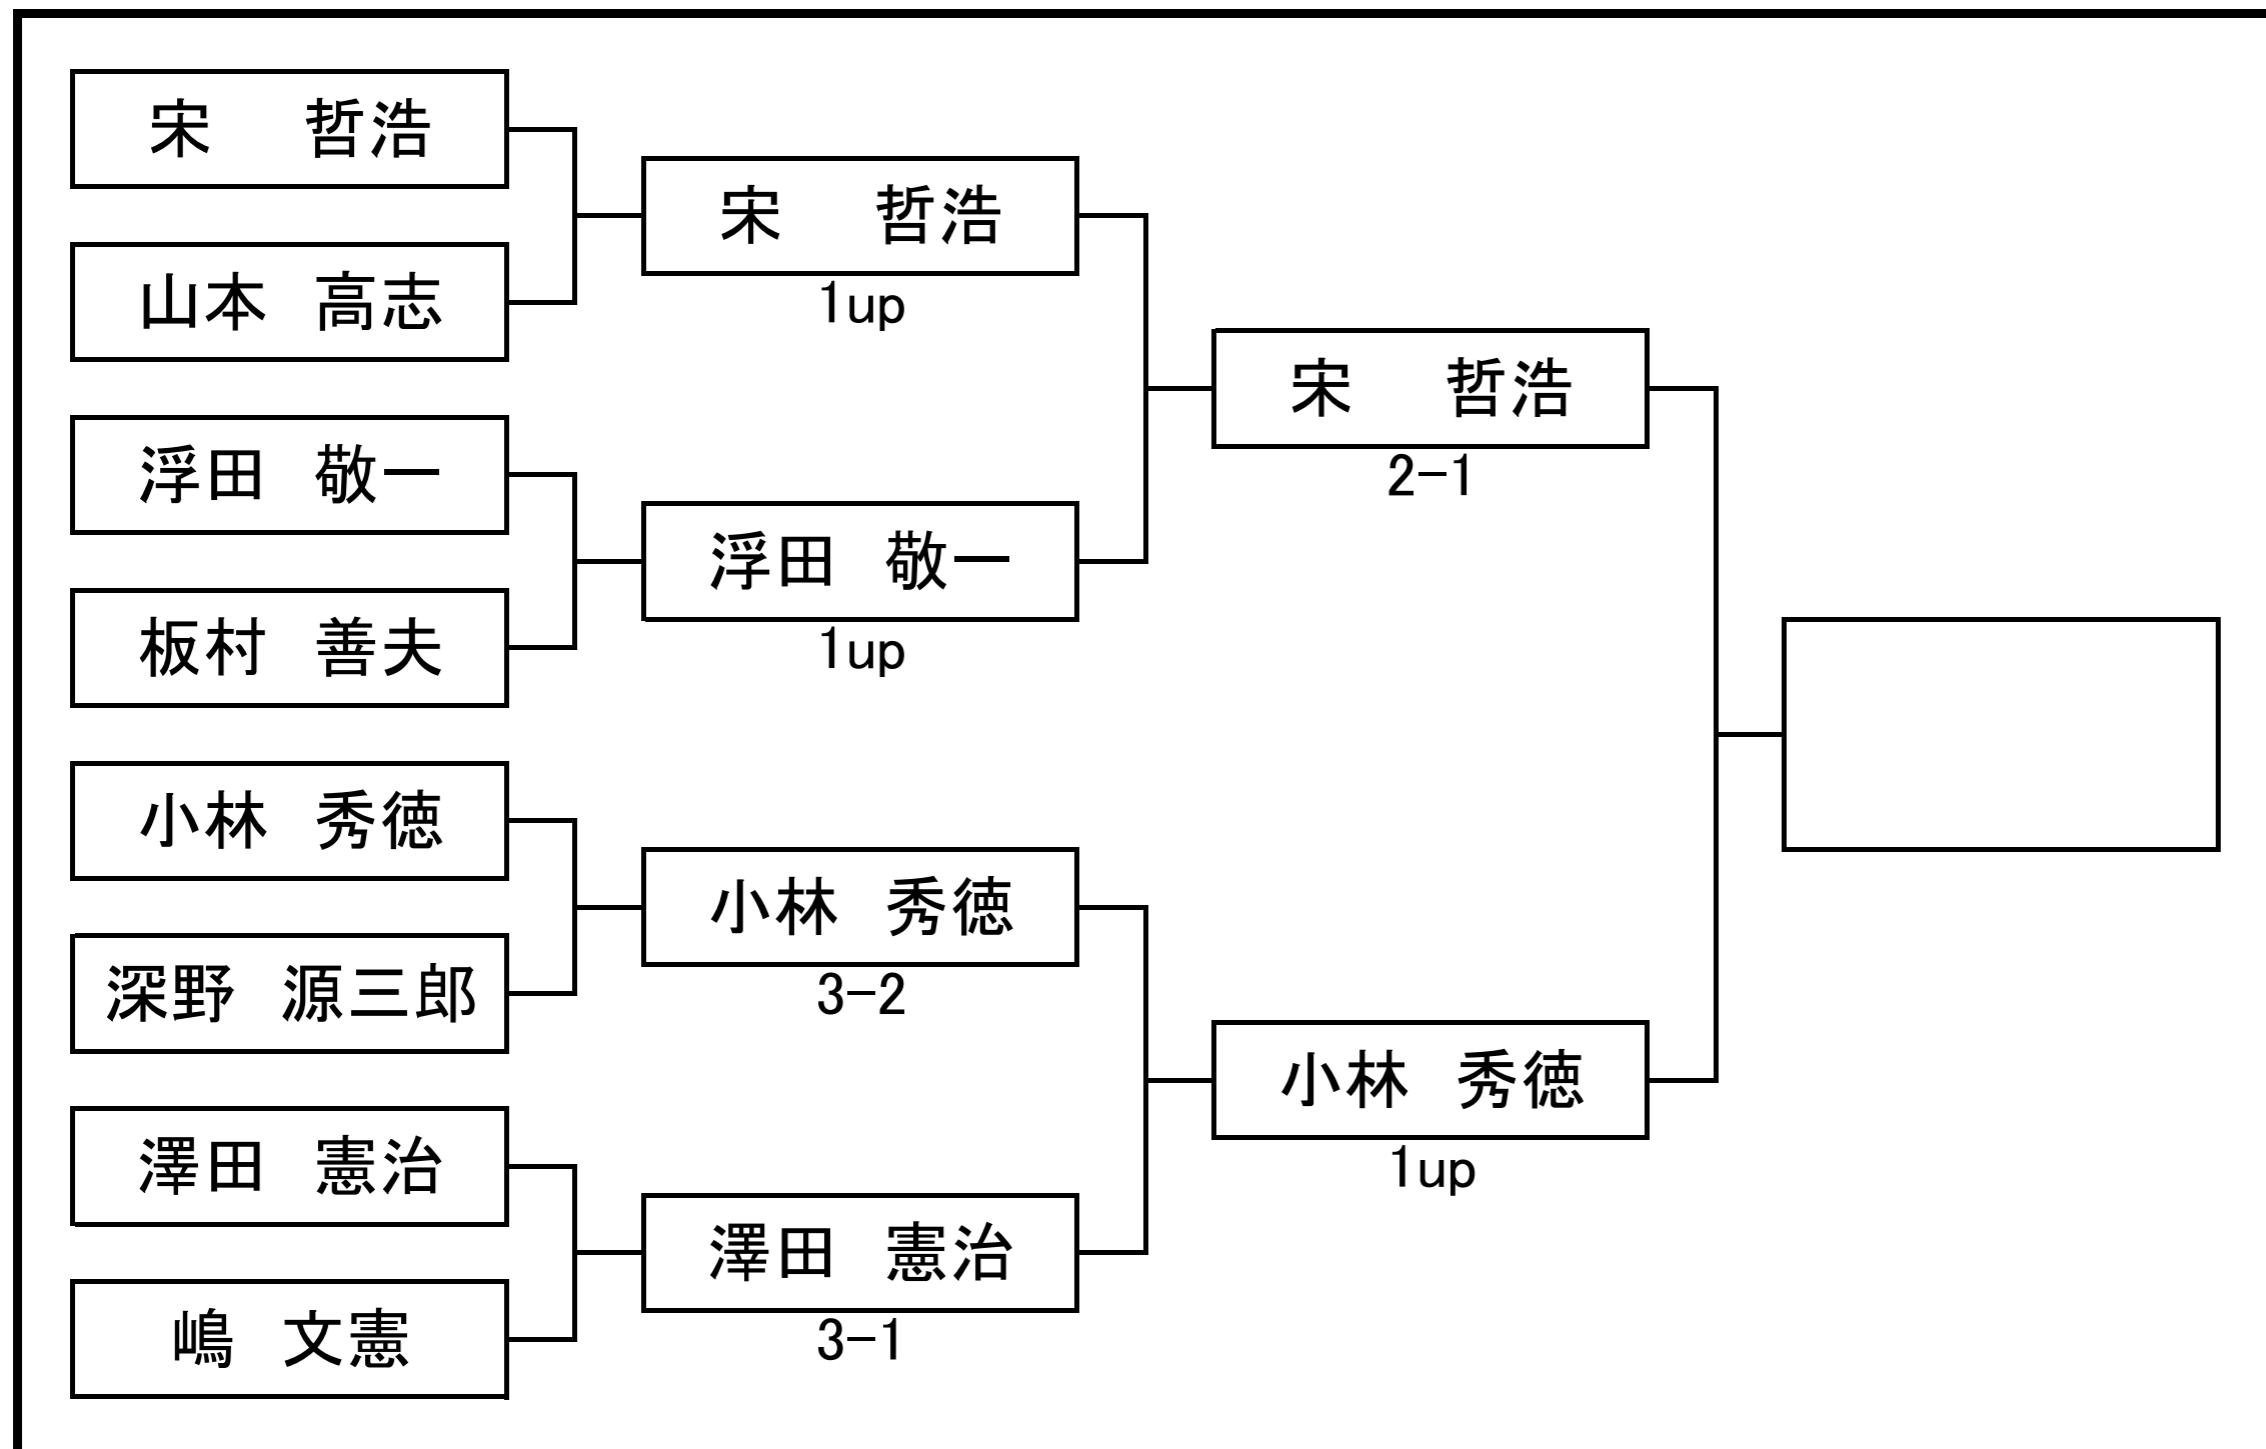 宋　哲浩
山本　高志
浮田　敬一
板村　善夫
小林　秀徳
深野　源三郎
澤田　憲治
嶋　文憲
宋　哲浩
1up
浮田　敬一
1up
小林　秀徳
3-2
澤田　憲治
3-1
宋　哲浩
2-1
小林　秀徳
1up